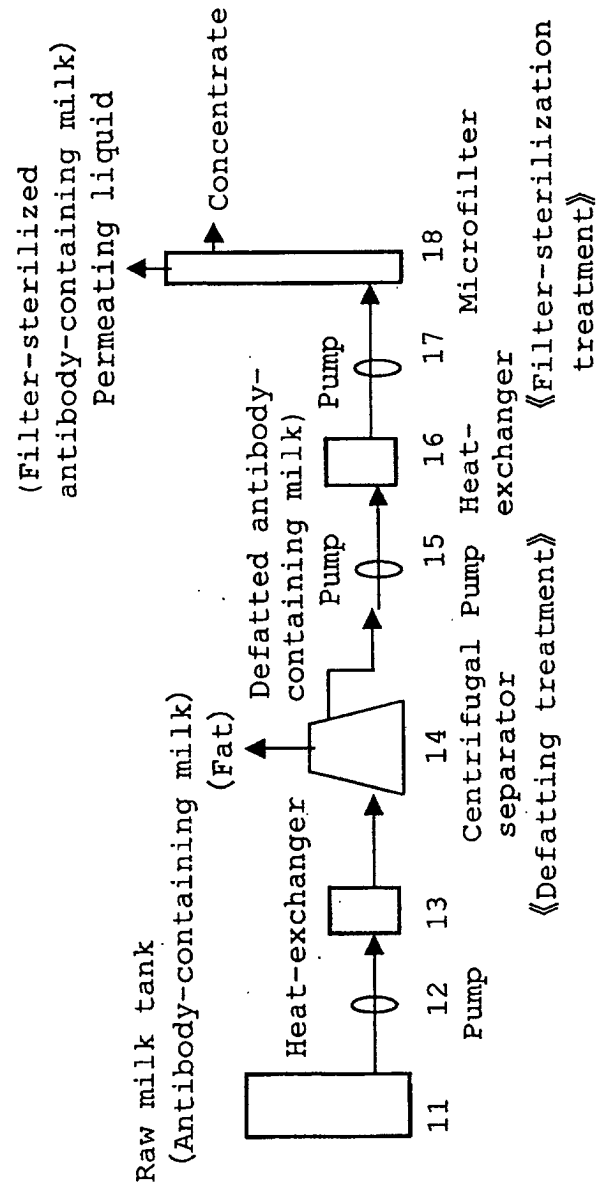 Raw milk tank
(Antibody-containing milk)
(Fat)
Heat-exchanger
Defatted antibody-
containing milk)
Pump
Pump
(Filter-sterilized
antibody-containing milk)
Permeating liquid
Concentrate
11
12
13
14
15
16
17
18
Pump
Centrifugal
separator
Pump
Heat-
exchanger
Microfilter
《Defatting treatment》
《Filter-sterilization
treatment》